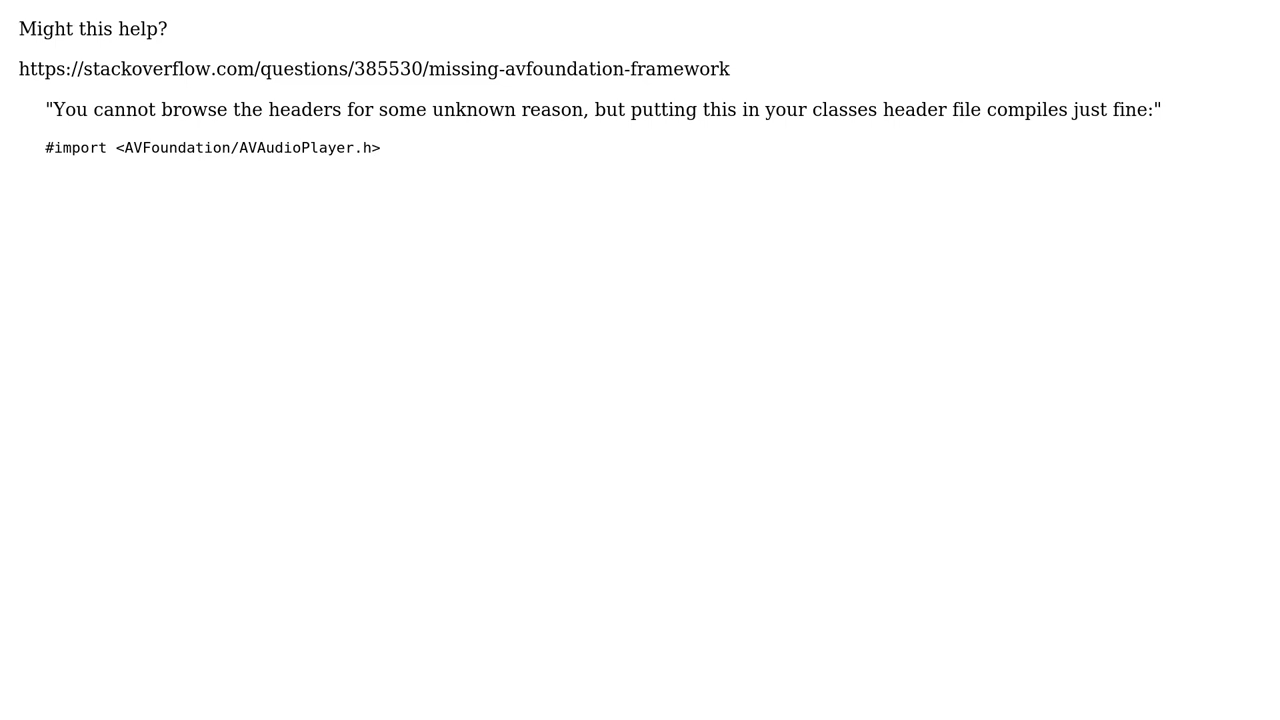 Might this help?
https://stackoverflow.com/questions/385530/missing-avfoundation-framework
"You cannot browse the headers for some unknown reason, but putting this in your classes header file compiles just fine:"
#import <AVFoundation/AVAudioPlayer.h>